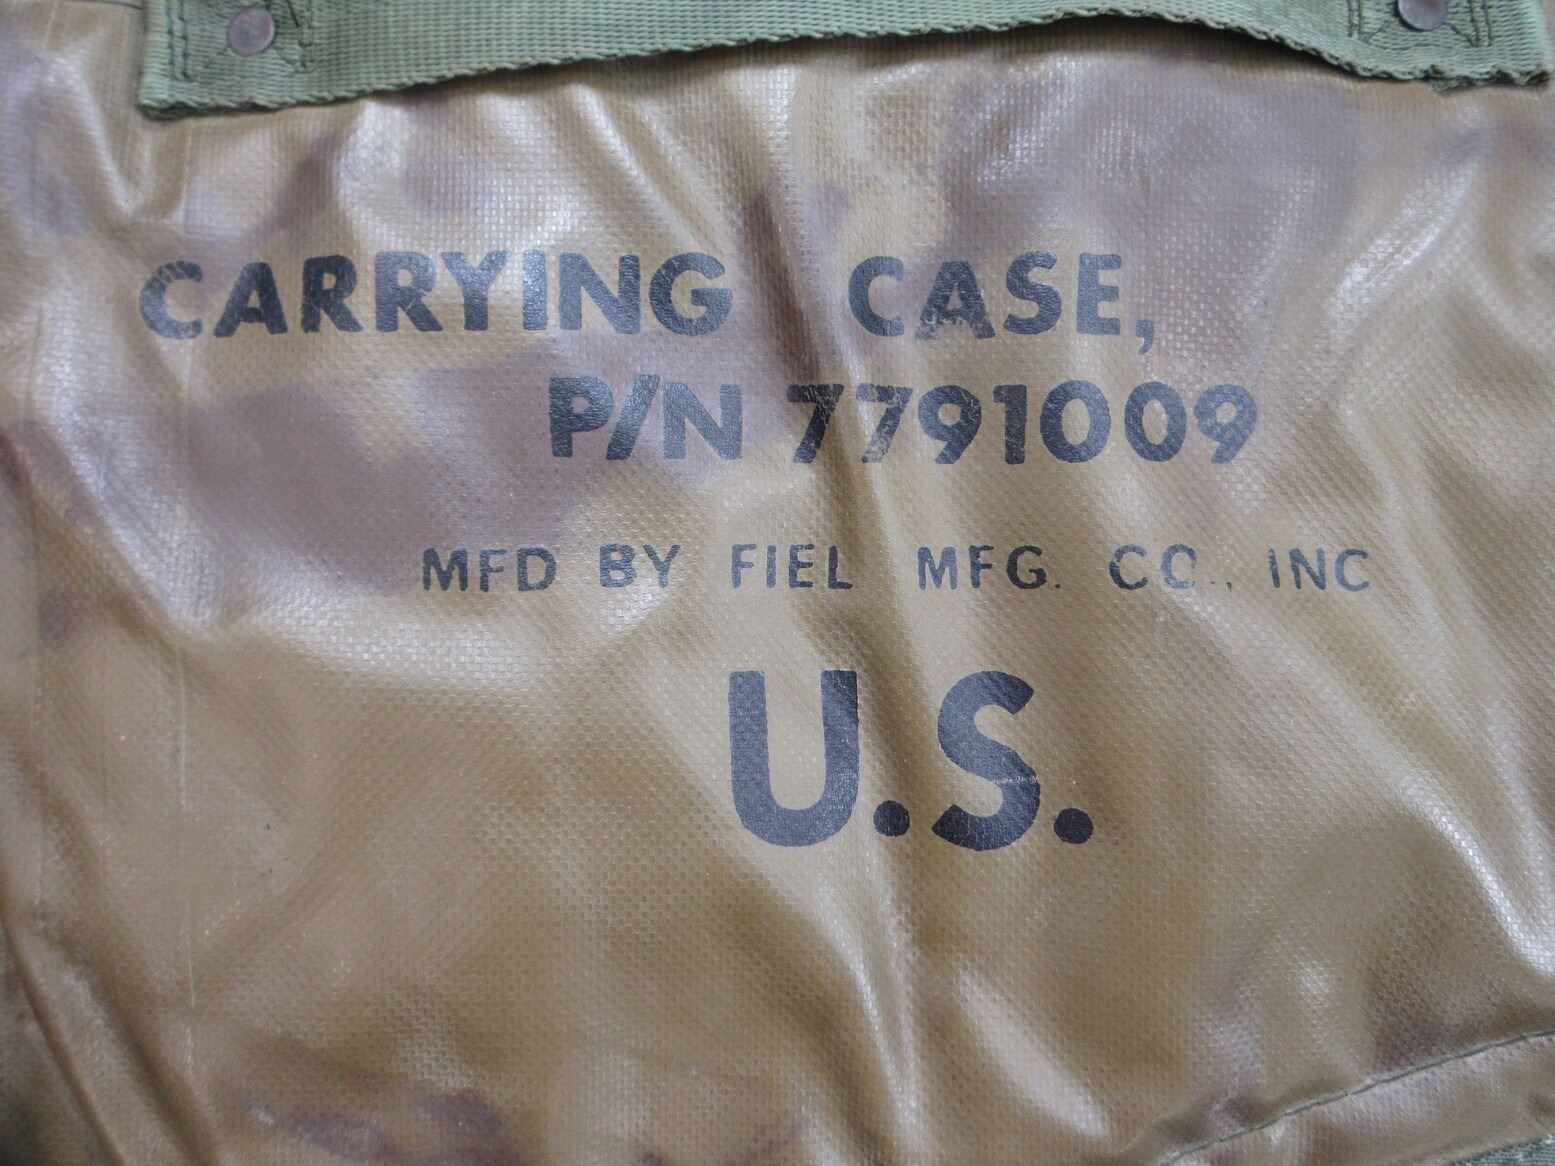 CARRYING CASE,
P/N 7791009
MFD BY FIEL MFG. CO., INC
U.S.